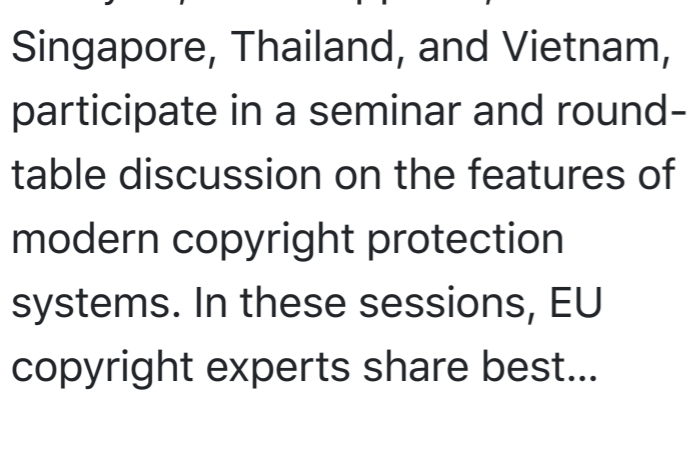 Singapore, Thailand, and Vietnam,
participate in a seminar and round-
table discussion on the features of
modern copyright protection
systems. In these sessions, EU
copyright experts share best...